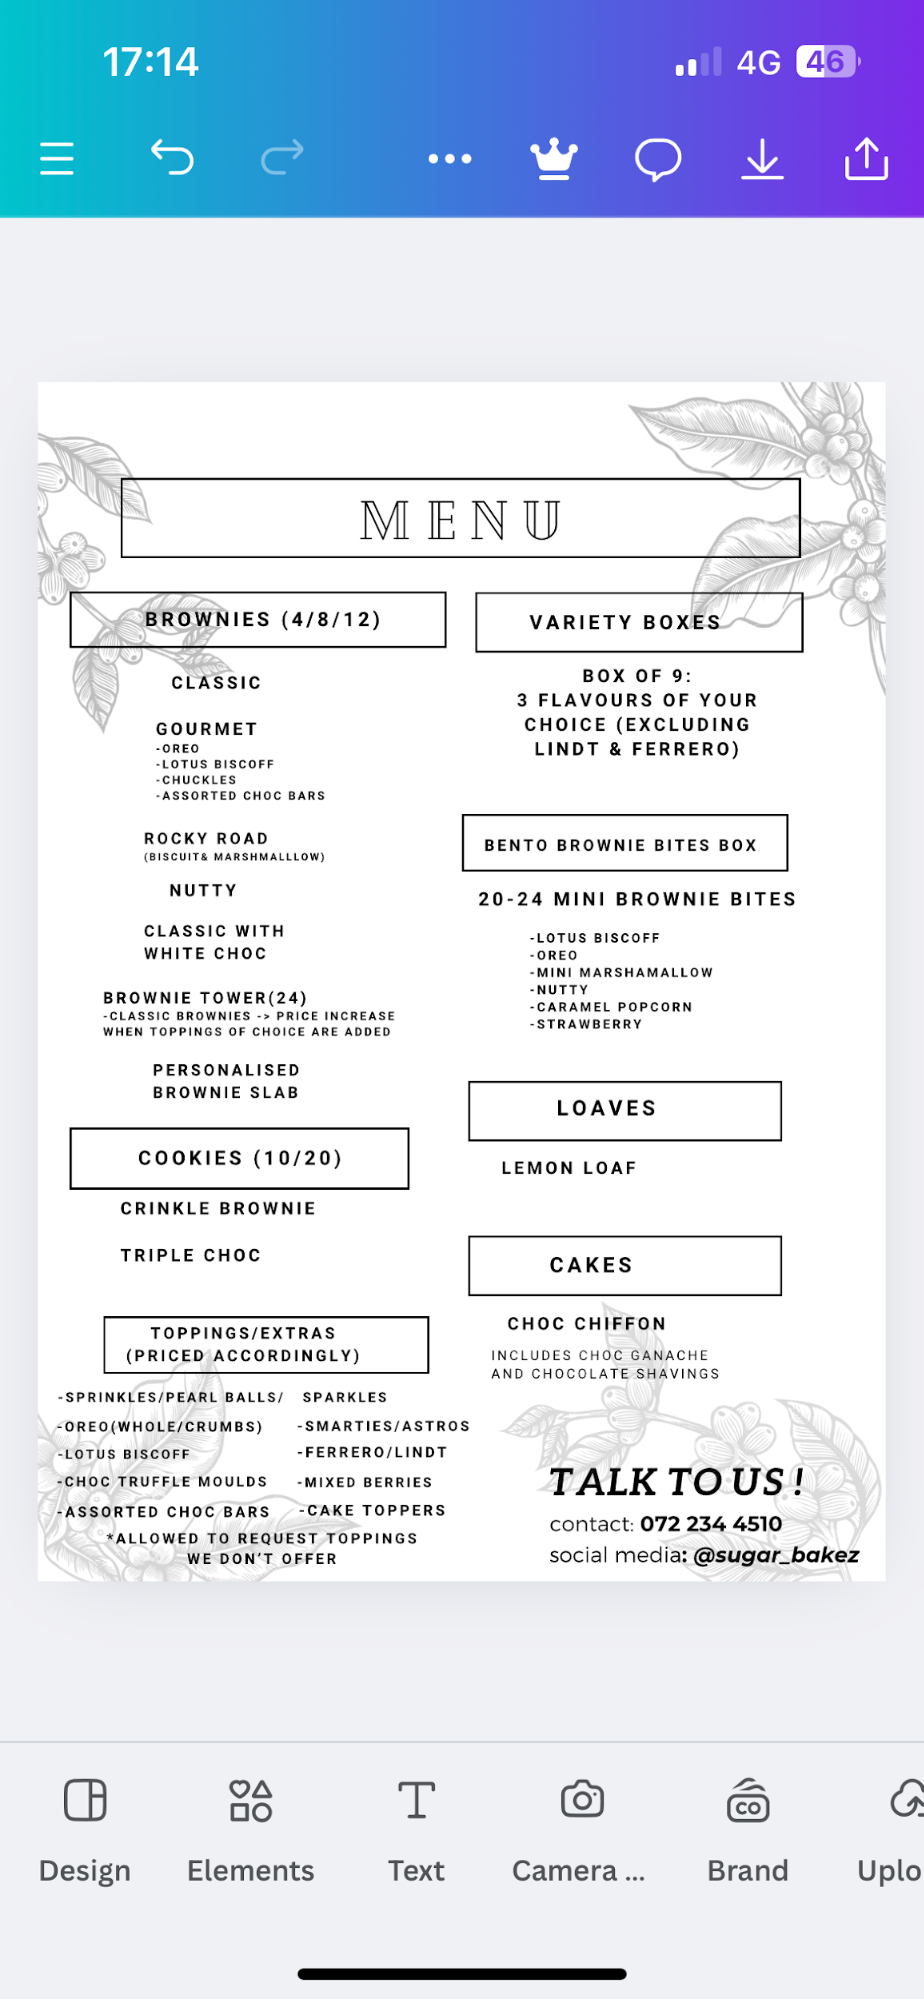 17:14
4G
46
MENU
BROWNIES (4/8/12)
CLASSIC
GOURMET
-OREO
-LOTUS BISCOFF
-CHUCKLES
-ASSORTED CHOC BARS
ROCKY ROAD
(BISCUIT& MARSHMALLLOW)
NUTTY
CLASSIC WITH
WHITE CHOC
BROWNIE TOWER(24)
-CLASSIC BROWNIES -> PRICE INCREASE
WHEN TOPPINGS OF CHOICE ARE ADDED
PERSONALISED
BROWNIE SLAB
COOKIES (10/20)
CRINKLE BROWNIE
TRIPLE CHOC
TOPPINGS/EXTRAS
(PRICED ACCORDINGLY)
-SPRINKLES/PEARL BALLS/ SPARKLES
-OREO(WHOLE/CRUMBS)
-LOTUS BISCOFF
-CHOC TRUFFLE MOULDS
-ASSORTED CHOC BARS
-SMARTIES/ASTROS
-FERRERO/LINDT
-MIXED BERRIES
-CAKE TOPPERS
*ALLOWED TO REQUEST TOPPINGS
WE DON'T OFFER
VARIETY BOXES
BOX OF 9:
3 FLAVOURS OF YOUR
CHOICE (EXCLUDING
LINDT & FERRERO)
BENTO BROWNIE BITES BOX
20-24 MINI BROWNIE BITES
-LOTUS BISCOFF
-OREO
-MINI MARSHAMALLOW
-NUTTY
-CARAMEL POPCORN
-STRAWBERRY
LOAVES
LEMON LOAF
CAKES
CHOC CHIFFON
INCLUDES CHOC GANACHE
AND CHOCOLATE SHAVINGS
TALK TO US !
contact: 072 234 4510
social media: @sugar_bakez
Design
Elements
Text
Camera ...
CO
Brand
Uplo